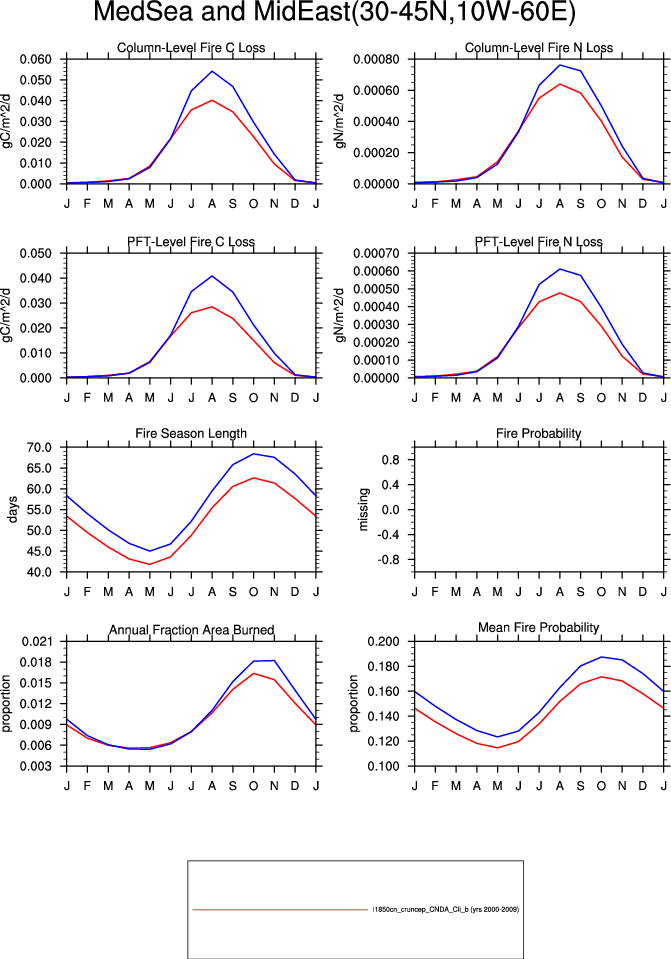 MedSea and MidEast(30-45N,10W-60E)
Column-Level Fire C Loss
0.060
0.050
0.040
0.030
0.020
0.010
0.000
gC/m^2/d
J F M A M J J A S O N D J
Column-Level Fire N Loss
0.00080
0.00060
0.00040
0.00020
0.00000
gN/m^2/d
J F M A M J J A S O N D J
PFT-Level Fire C Loss
0.050
0.040
0.030
0.020
0.010
0.000
gC/m^2/d
J F M A M J J A S O N D J
PFT-Level Fire N Loss
0.00070
0.00060
0.00050
0.00040
0.00030
0.00020
0.00010
0.00000
gN/m^2/d
J F M A M J J A S O N D J
Fire Season Length
70.0
65.0
60.0
55.0
50.0
45.0
40.0
days
J F M A M J J A S O N D J
Fire Probability
0.8
0.4
-0.0
-0.4
-0.8
missing
J F M A M J J A S O N D J
Annual Fraction Area Burned
0.021
0.018
0.015
0.012
0.009
0.006
0.003
proportion
J F M A M J J A S O N D J
Mean Fire Probability
0.200
0.180
0.160
0.140
0.120
0.100
proportion
J F M A M J J A S O N D J
i1850cn_cruncep_CNDA_Cli_b (yrs 2000-2009)